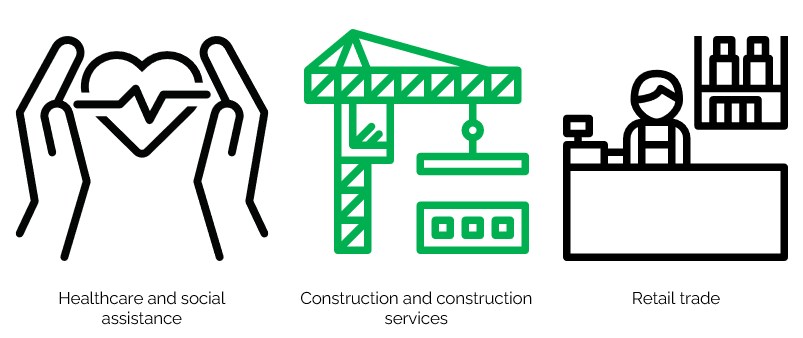 Healthcare and social
assistance
Construction and construction
services
Retail trade